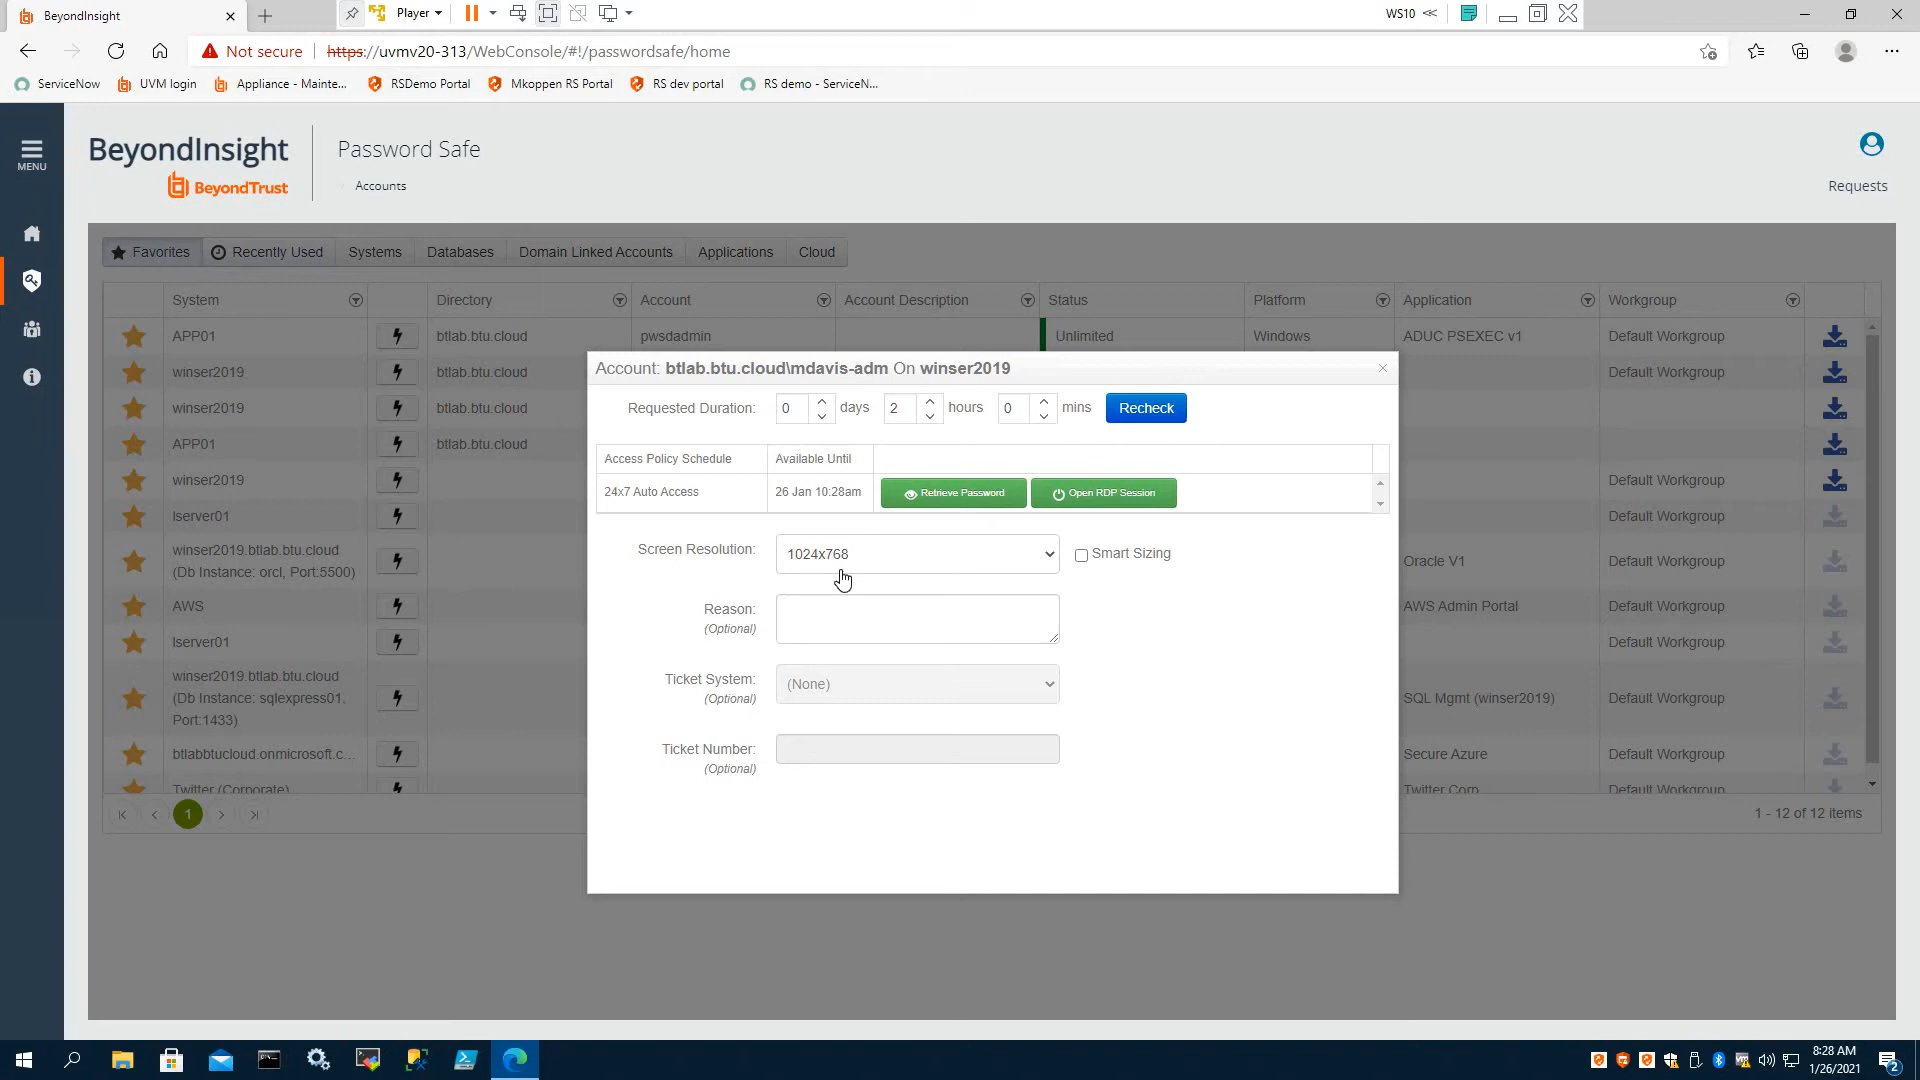 BeyondInsight
Player
WS10
Not secure
https://uvmv20-313/WebConsole/#!/passwordsafe/home
ServiceNow
UVM login
Appliance - Mainte...
RSDemo Portal
Mkoppen RS Portal
RS dev portal
RS demo - ServiceN...
MENU
BeyondInsight
BeyondTrust
Password Safe
Accounts
Requests
Favorites
Recently Used
Systems
Databases
Domain Linked Accounts
Applications
Cloud
System
Directory
Account
Account Description
Status
Platform
Application
Workgroup
APP01
btlab.btu.cloud
pwsdadmin
Unlimited
Windows
ADUC PSEXEC v1
Default Workgroup
winser2019
btlab.btu.cloud
Default Workgroup
winser2019
btlab.btu.cloud
APP01
btlab.btu.cloud
winser2019
Default Workgroup
lserver01
Default Workgroup
winser2019.btlab.btu.cloud
(Db Instance: orcl, Port:5500)
Oracle V1
Default Workgroup
AWS
AWS Admin Portal
Default Workgroup
lserver01
Default Workgroup
winser2019.btlab.btu.cloud
(Db Instance: sqlexpress01,
Port:1433)
SQL Mgmt (winser2019)
Default Workgroup
btlabbtucloud.onmicrosoft.c...
Secure Azure
Default Workgroup
Twitter (Corporate)
Twitter Corp
Default Workgroup
1
1 - 12 of 12 items
Account: btlab.btu.cloud\mdavis-adm On winser2019
Requested Duration:
0
days
2
hours
0
mins
Recheck
Access Policy Schedule
Available Until
24x7 Auto Access
26 Jan 10:28am
Retrieve Password
Open RDP Session
Screen Resolution:
1024x768
Smart Sizing
Reason:
(Optional)
Ticket System:
(Optional)
(None)
Ticket Number:
(Optional)
8:28 AM
1/26/2021
2